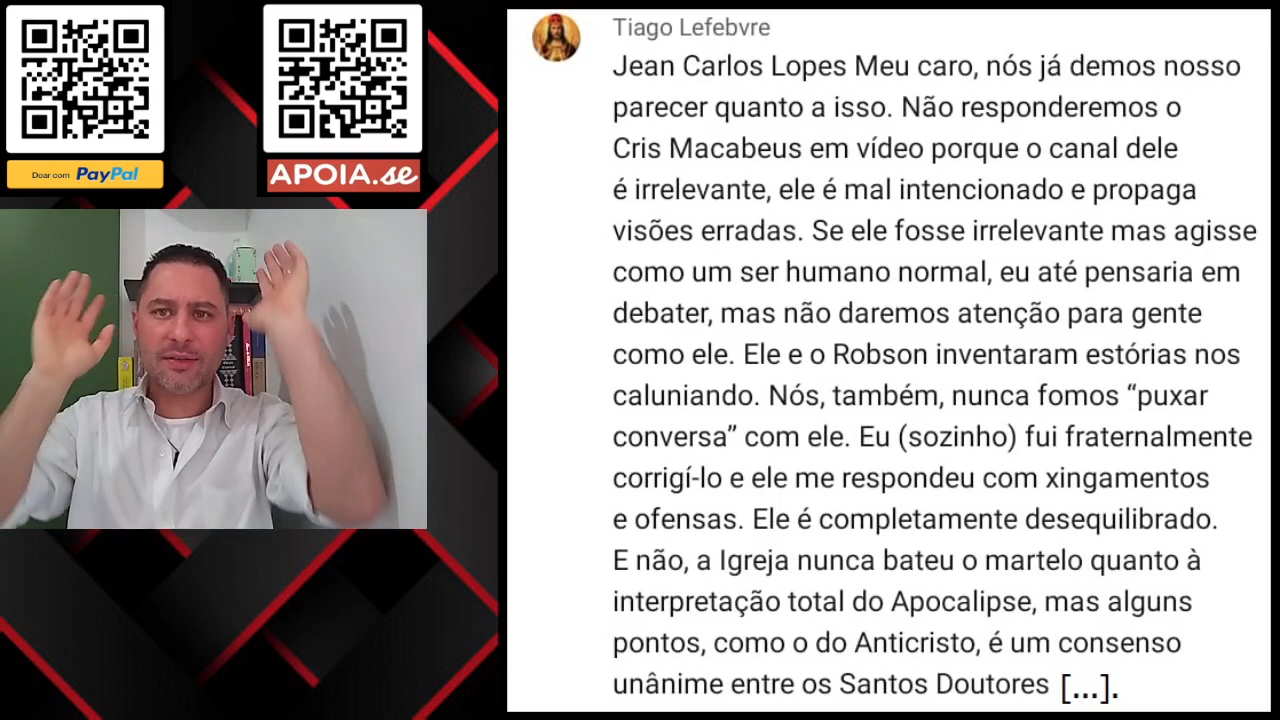 Doar com PayPal
APOIA.se
Tiago Lefebvre
Jean Carlos Lopes Meu caro, nós já demos nosso
parecer quanto a isso. Não responderemos o
Cris Macabeus em vídeo porque o canal dele
é irrelevante, ele é mal intencionado e propaga
visões erradas. Se ele fosse irrelevante mas agisse
como um ser humano normal, eu até pensaria em
debater, mas não daremos atenção para gente
como ele. Ele e o Robson inventaram estórias nos
caluniando. Nós, também, nunca fomos “puxar
conversa” com ele. Eu (sozinho) fui fraternalmente
corrigí-lo e ele me respondeu com xingamentos
e ofensas. Ele é completamente desequilibrado.
E não, a Igreja nunca bateu o martelo quanto à
interpretação total do Apocalipse, mas alguns
pontos, como o do Anticristo, é um consenso
unânime entre os Santos Doutores [...].